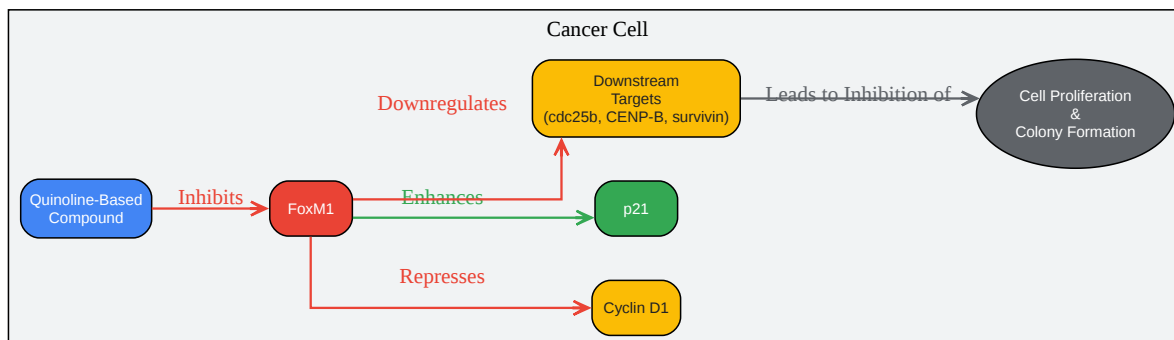 Cancer Cell
Downstream
Targets
(cdc25b, CENP-B, survivin)
Downregulates
Leads to Inhibition of
Cell Proliferation
&
Colony Formation
Quinoline-Based
Compound
Inhibits
FoxM1
Enhances
p21
Represses
Cyclin D1